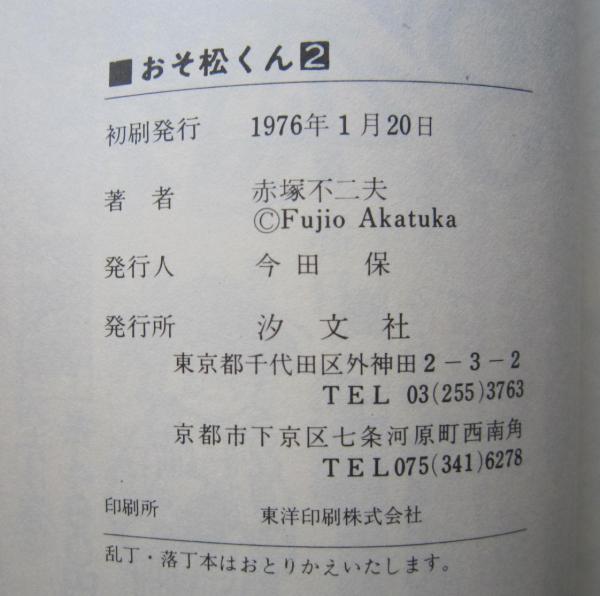 ■おそ松くん2
初刷発行 1976年1月20日
著者 赤塚不二夫
©Fujio Akatuka
発行人 今田 保
発行所 汐文社
東京都千代田区外神田2-3-2
TEL 03(255)3763
京都市下京区七条河原町西南角
TEL075(341)6278
印刷所 東洋印刷株式会社
乱丁・落丁本はおとりかえいたします。